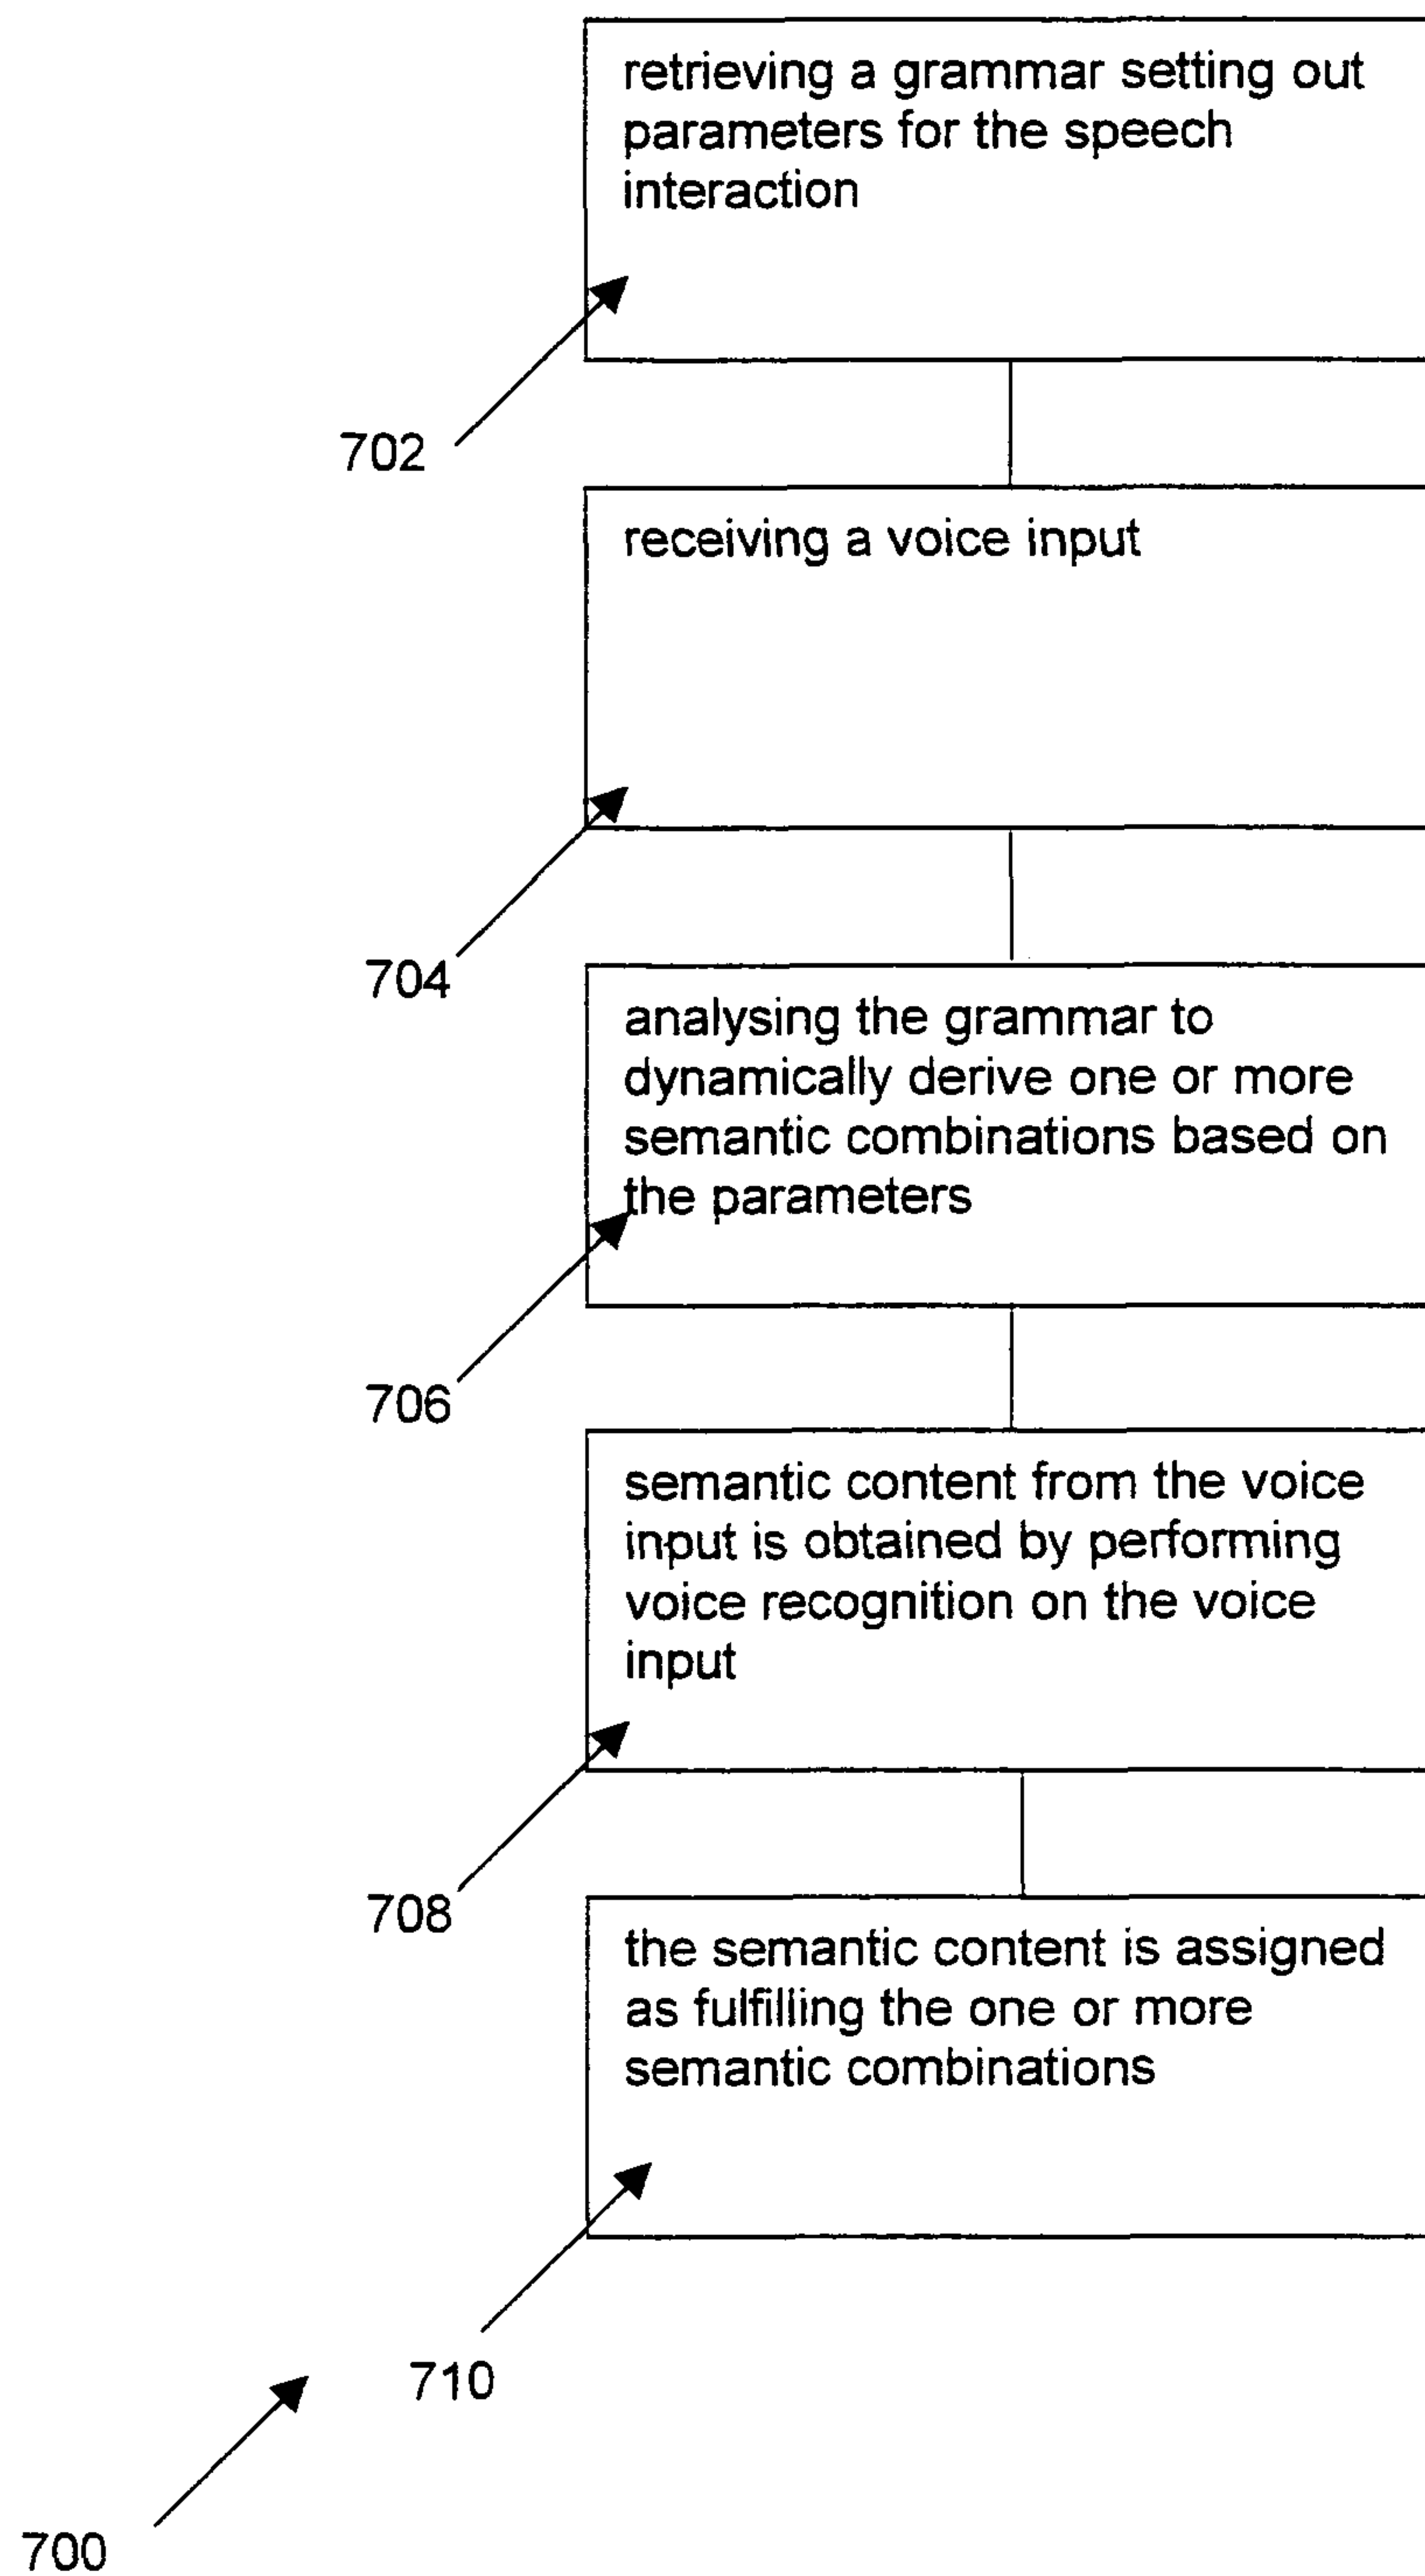 retrieving a grammar setting out
parameters for the speech
interaction
702
receiving a voice input
704
analysing the grammar to
dynamically derive one or more
semantic combinations based on
the parameters
706
semantic content from the voice
input is obtained by performing
voice recognition on the voice
input
708
the semantic content is assigned
as fulfilling the one or more
semantic combinations
710
700